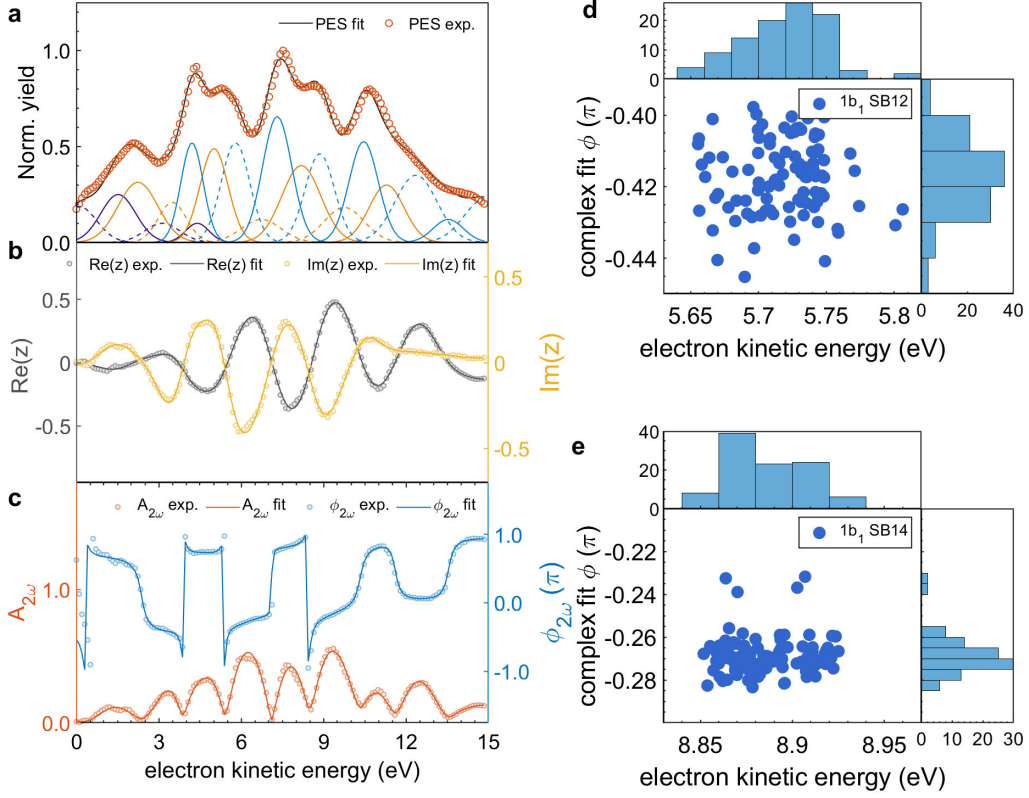 a
PES fit PES exp.
1.0
0.5
0.0
Norm. yield
b
Re(z) exp. Re(z) fit Im(z) exp. Im(z) fit
0.5
0
-0.5
Re(z)
0.5
0
-0.5
Im(z)
c
A2ω exp. A2ω fit ϕ2ω exp. ϕ2ω fit
1.0
0.0
A2ω
1.0
0.0
-1.0
ϕ2ω (π)
0 3 6 9 12 15
electron kinetic energy (eV)
d
20
0
1b1 SB12
-0.40
-0.42
-0.44
complex fit ϕ (π)
5.65 5.7 5.75 5.8
0 20 40
electron kinetic energy (eV)
e
40
20
0
1b1 SB14
-0.22
-0.24
-0.26
-0.28
complex fit ϕ (π)
8.85 8.9 8.95
0 10 20 30
electron kinetic energy (eV)